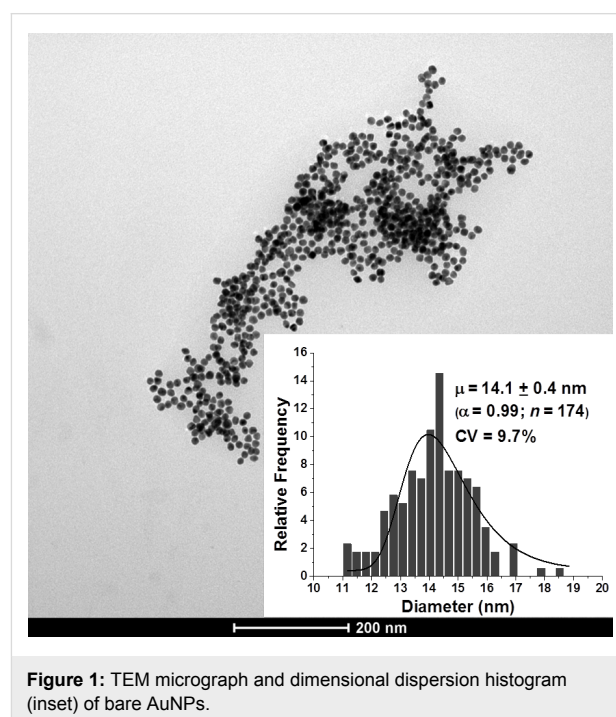 16
14
12
10
8
6
4
2
0
Relative Frequency
μ = 14.1 ± 0.4 nm
(α = 0.99; n = 174)
CV = 9.7%
10 11 12 13 14 15 16 17 18 19 20
Diameter (nm)
200 nm
Figure 1: TEM micrograph and dimensional dispersion histogram
(inset) of bare AuNPs.